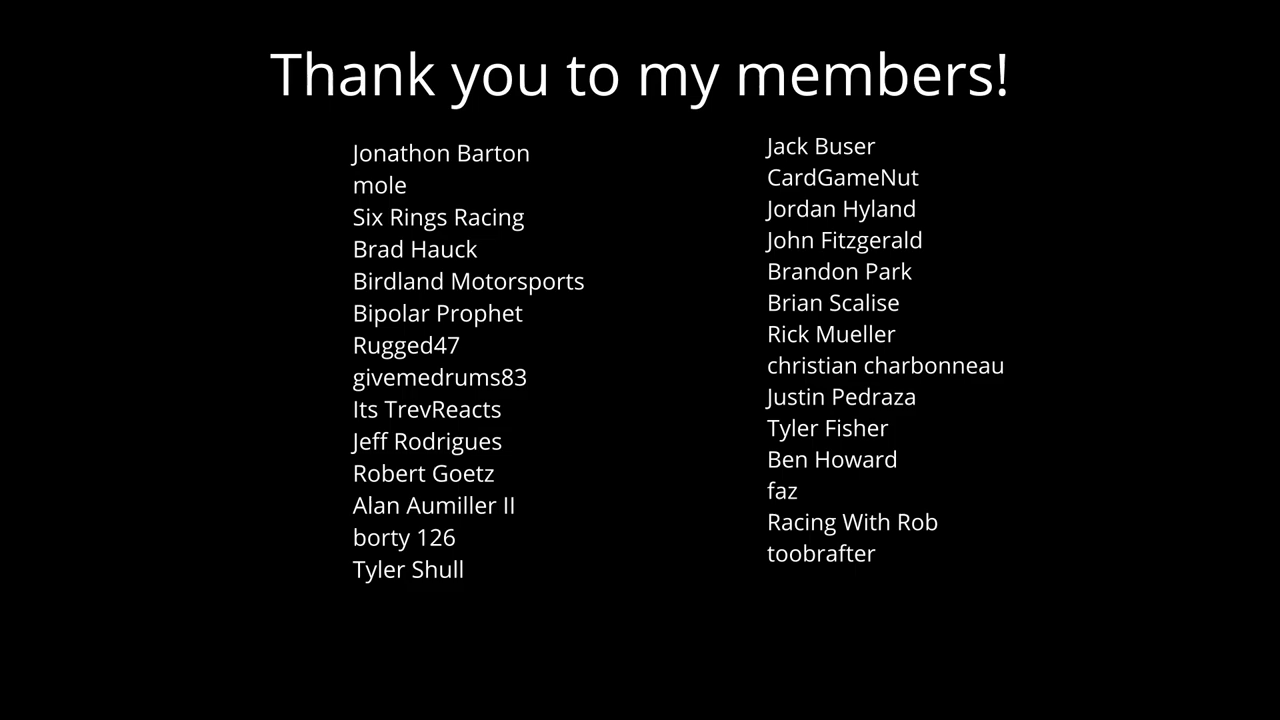 Thank you to my members!
Jonathon Barton
mole
Six Rings Racing
Brad Hauck
Birdland Motorsports
Bipolar Prophet
Rugged47
givemedrums83
Its TrevReacts
Jeff Rodrigues
Robert Goetz
Alan Aumiller II
borty 126
Tyler Shull
Jack Buser
CardGameNut
Jordan Hyland
John Fitzgerald
Brandon Park
Brian Scalise
Rick Mueller
christian charbonneau
Justin Pedraza
Tyler Fisher
Ben Howard
faz
Racing With Rob
toobrafter